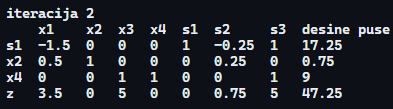 iteracija 2
x1 x2 x3 x4 s1 s2 s3 desine puse
s1 -1.5 0 0 0 1 -0.25 1 17.25
x2 0.5 1 0 0 0 0.25 0 0.75
x4 0 0 1 1 0 0 1 9
z 3.5 0 5 0 0 0.75 5 47.25